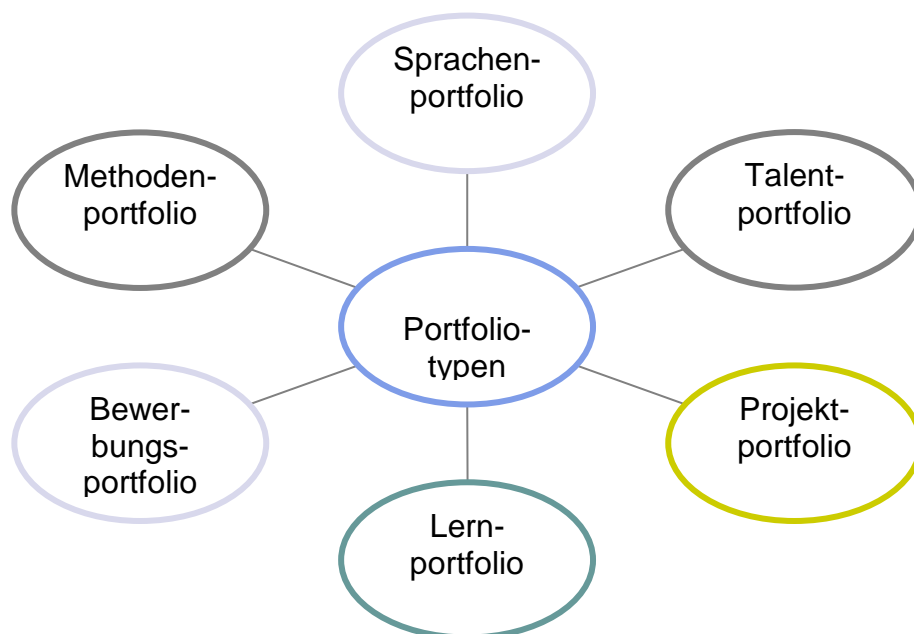 Sprachen-
portfolio
Methoden-
portfolio
Talent-
portfolio
Portfolio-
typen
Bewer-
bungs-
portfolio
Projekt-
portfolio
Lern-
portfolio